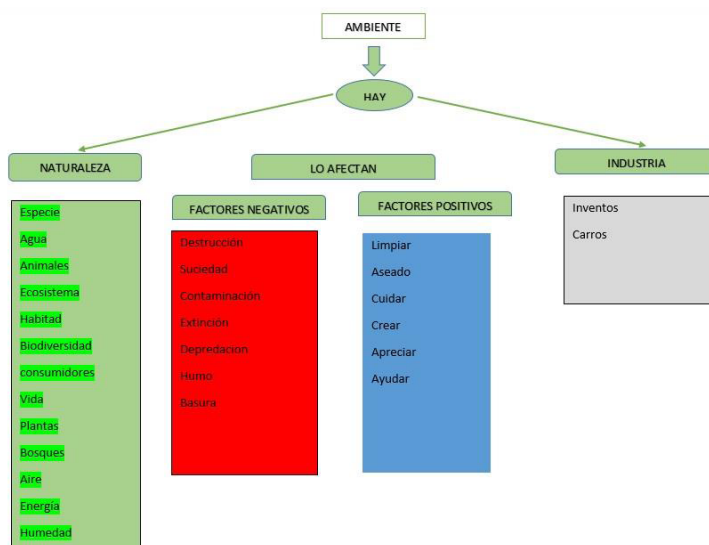 AMBIENTE
HAY
NATURALEZA
LO AFECTAN
INDUSTRIA
FACTORES NEGATIVOS
FACTORES POSITIVOS
Especie
Agua
Animales
Ecosistema
Habitad
Biodiversidad
consumidores
Vida
Plantas
Bosques
Aire
Energía
Humedad
Destrucción
Suciedad
Contaminación
Extinción
Depredacion
Humo
Basura
Limpiar
Aseado
Cuidar
Crear
Apreciar
Ayudar
Inventos
Carros